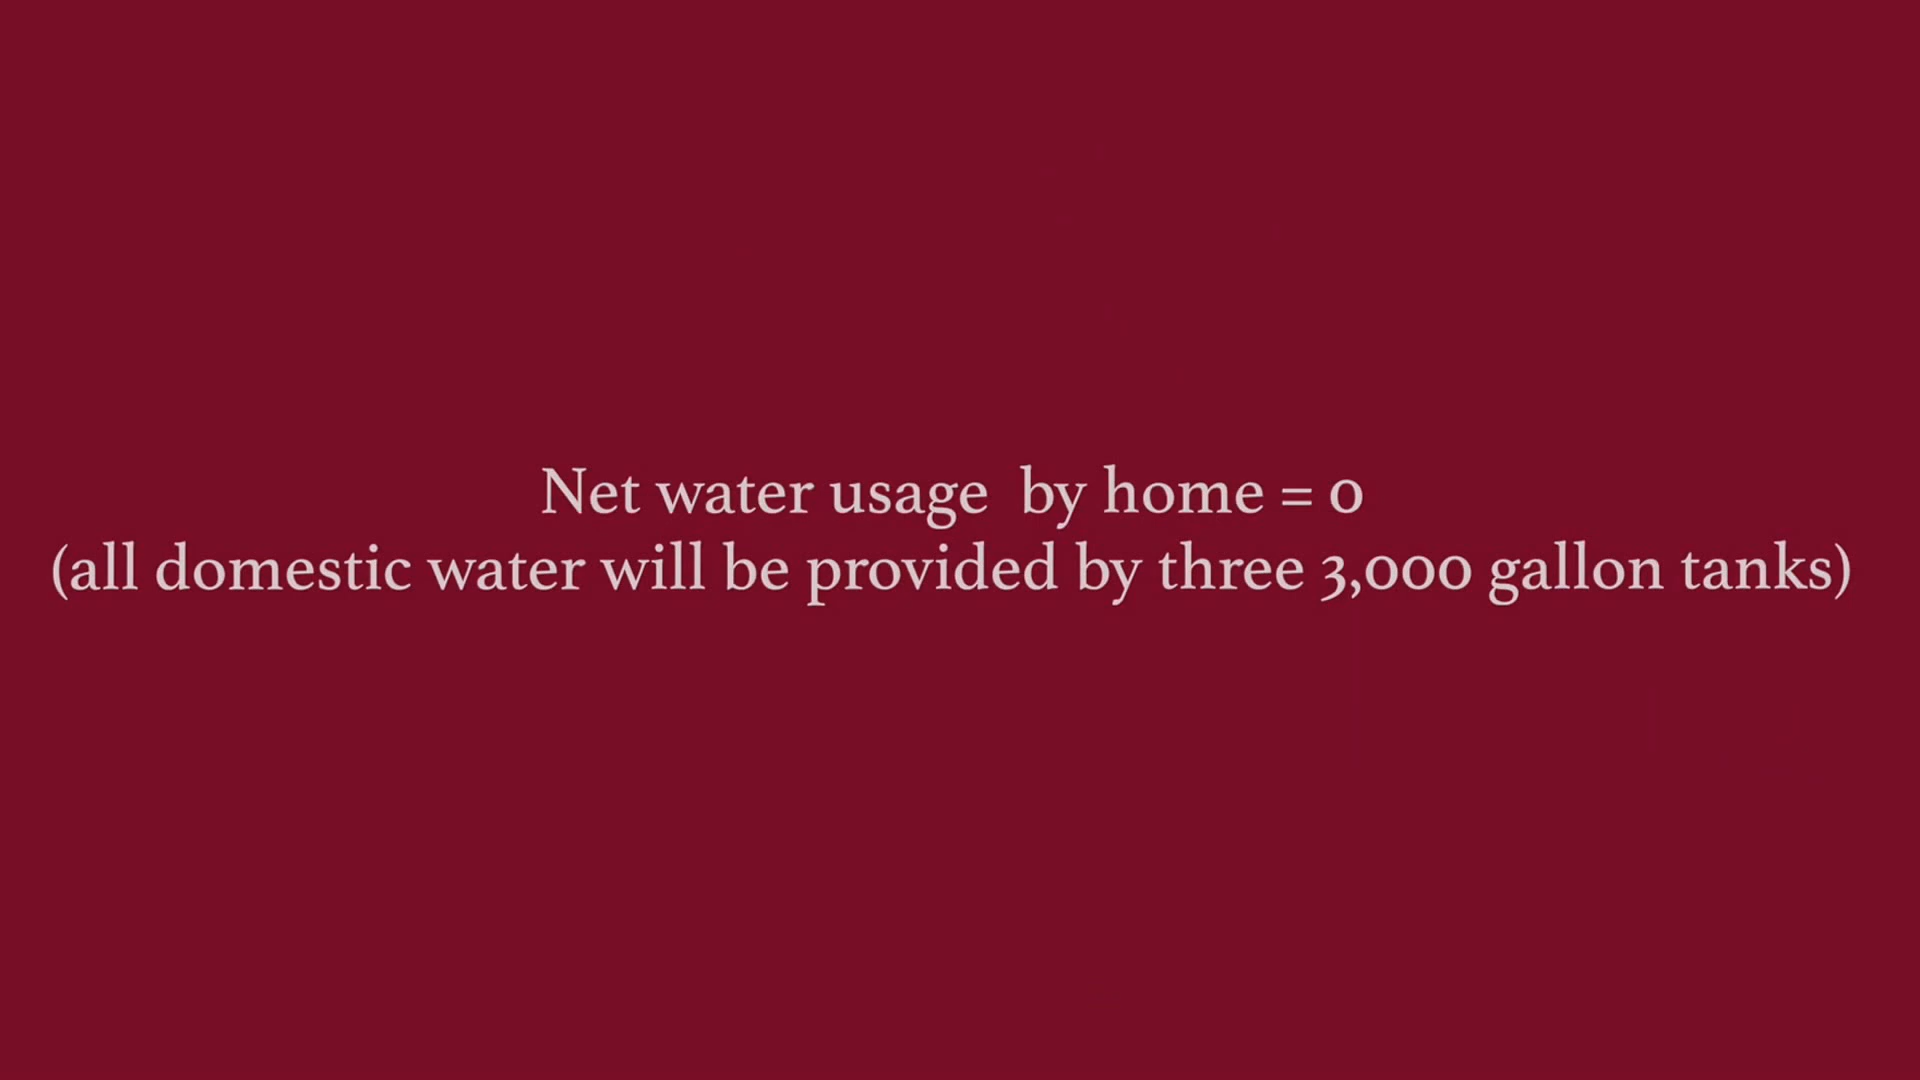 Net water usage  by home = 0
(all domestic water will be provided by three 3,000 gallon tanks)